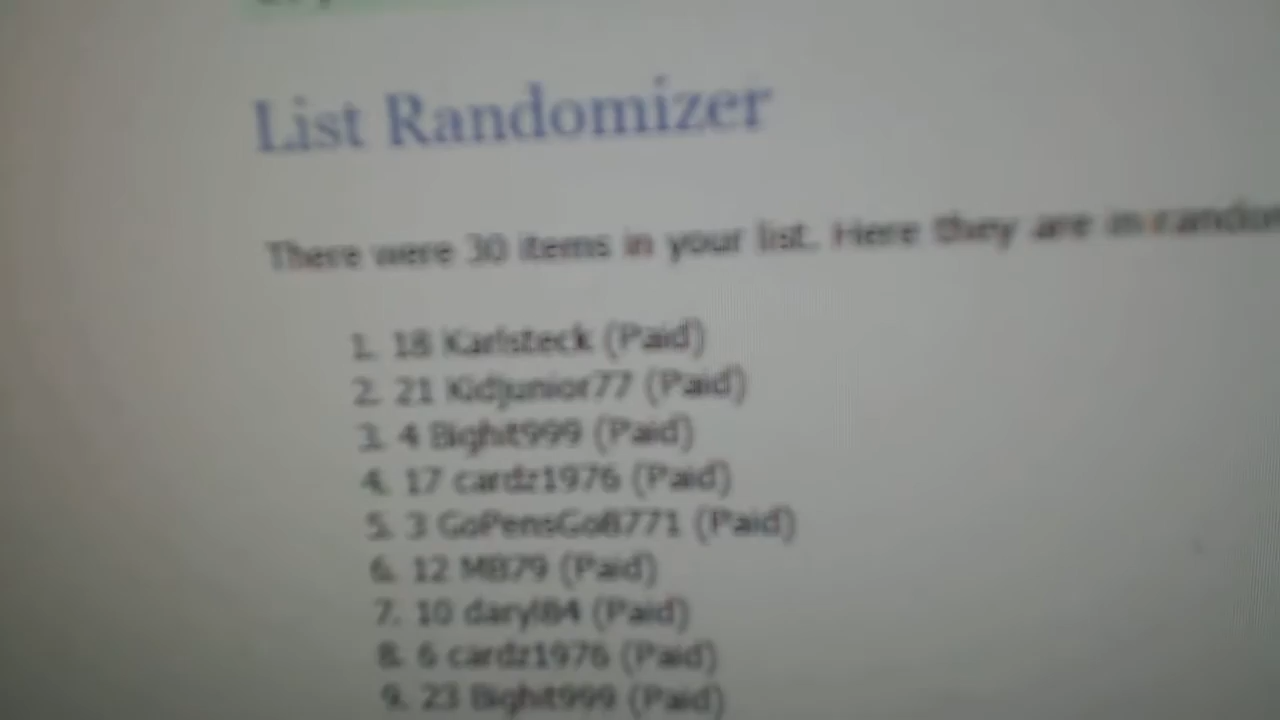 List Randomizer
There were 30 items in your list. Here they are in
1. 18 Karlsteck (Paid)
2. 21 Kidjunior77 (Paid)
3. 4 Bighit999 (Paid)
4. 17 cardz1976 (Paid)
5. 3 GoPensGo8771 (Paid)
6. 12 MB79 (Paid)
7. 10 daryl84 (Paid)
8. 6 cardz1976 (Paid)
9. 23 Bighit999 (Paid)